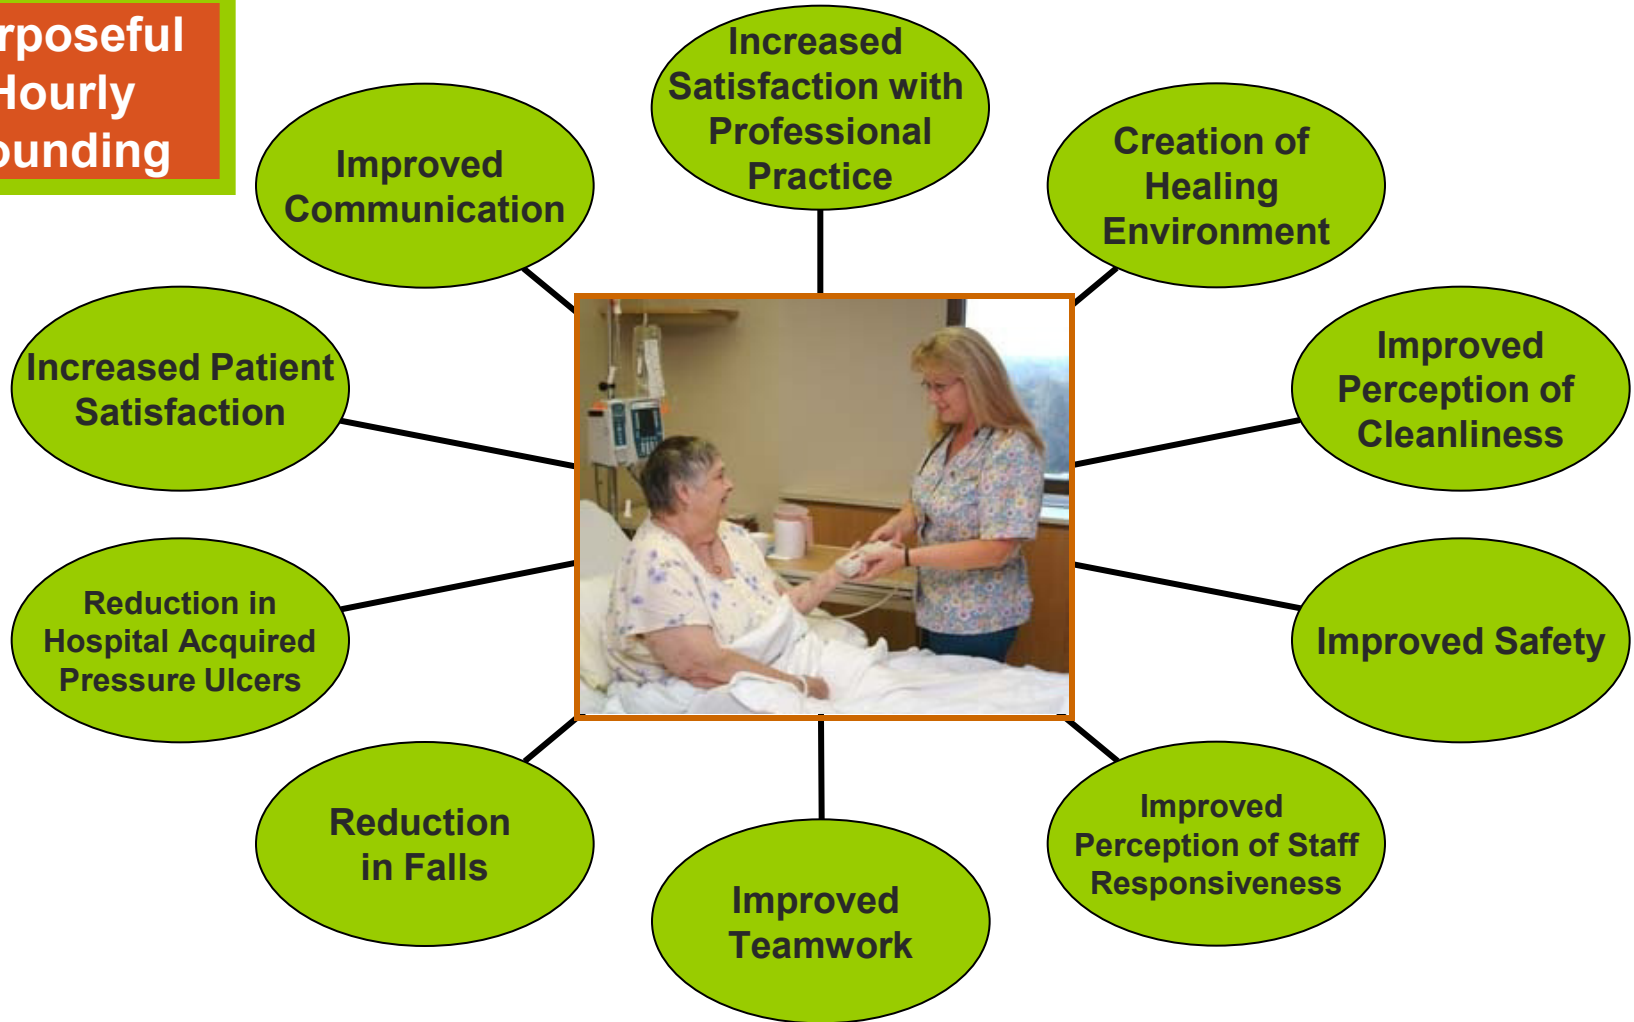 rposeful
Hourly
ounding
Increased
Satisfaction with
Professional
Practice
Improved
Communication
Creation of
Healing
Environment
Increased Patient
Satisfaction
Improved
Perception of
Cleanliness
Reduction in
Hospital Acquired
Pressure Ulcers
Improved Safety
Reduction
in Falls
Improved
Teamwork
Improved
Perception of Staff
Responsiveness